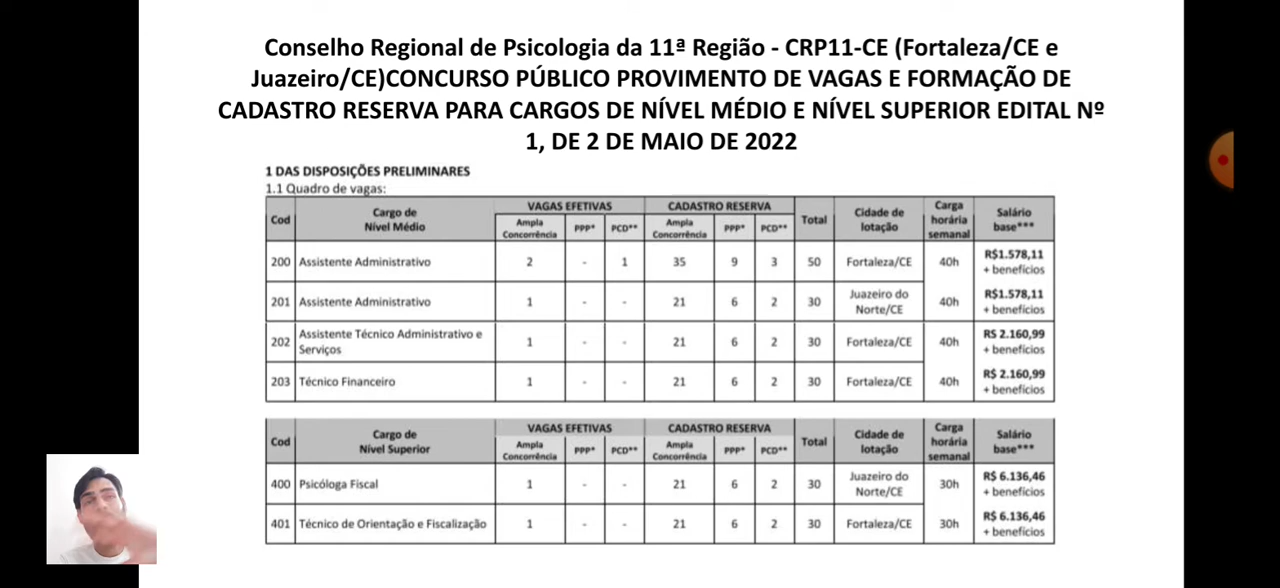 Conselho Regional de Psicologia da 11ª Região - CRP11-CE (Fortaleza/CE e
Juazeiro/CE)CONCURSO PÚBLICO PROVIMENTO DE VAGAS E FORMAÇÃO DE
CADASTRO RESERVA PARA CARGOS DE NÍVEL MÉDIO E NÍVEL SUPERIOR EDITAL Nº
1, DE 2 DE MAIO DE 2022
1 DAS DISPOSIÇÕES PRELIMINARES
1.1 Quadro de vagas:
Cod Cargo de Nível Médio VAGAS EFETIVAS CADASTRO RESERVA Total Cidade de lotação Carga horária semanal Salário base***
Ampla Concorrência PPP* PCD** Ampla Concorrência PPP* PCD**
200 Assistente Administrativo 2 - 1 35 9 3 50 Fortaleza/CE 40h R$1.578,11 + benefícios
201 Assistente Administrativo 1 - - 21 6 2 30 Juazeiro do Norte/CE 40h R$1.578,11 + benefícios
202 Assistente Técnico Administrativo e Serviços 1 - - 21 6 2 30 Fortaleza/CE 40h R$ 2.160,99 + benefícios
203 Técnico Financeiro 1 - - 21 6 2 30 Fortaleza/CE 40h R$ 2.160,99 + benefícios
Cod Cargo de Nível Superior VAGAS EFETIVAS CADASTRO RESERVA Total Cidade de lotação Carga horária semanal Salário base***
Ampla Concorrência PPP* PCD** Ampla Concorrência PPP* PCD**
400 Psicóloga Fiscal 1 - - 21 6 2 30 Juazeiro do Norte/CE 30h R$ 6.136,46 + benefícios
401 Técnico de Orientação e Fiscalização 1 - - 21 6 2 30 Fortaleza/CE 30h R$ 6.136,46 + benefícios